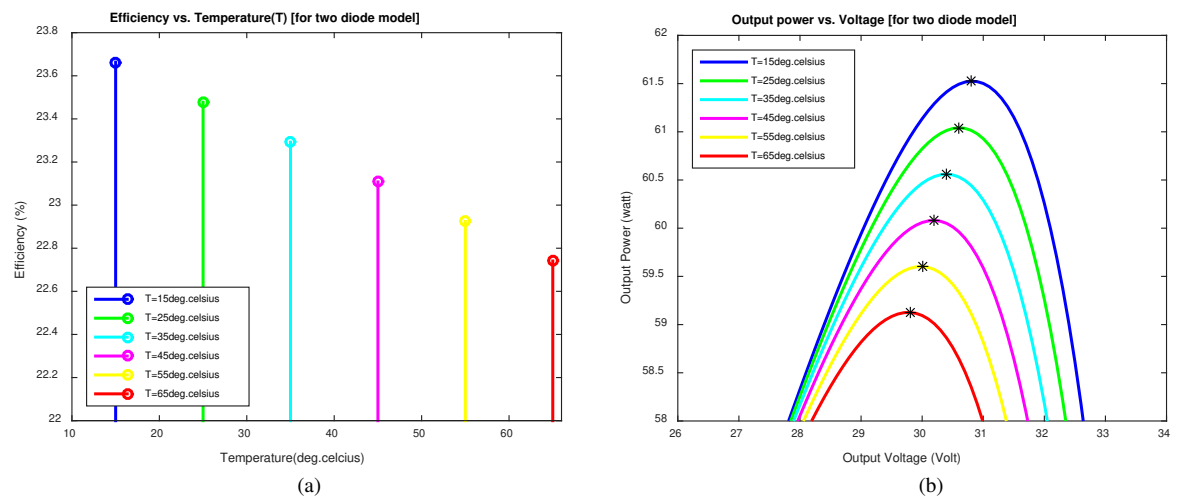 Efficiency vs. Temperature(T) [for two diode model]
23.8
23.6
23.4
23.2
23
22.8
22.6
22.4
22.2
22
Efficiency (%)
T=15deg.celsius
T=25deg.celsius
T=35deg.celsius
T=45deg.celsius
T=55deg.celsius
T=65deg.celsius
10 20 30 40 50 60
Temperature(deg.celcius)
(a)
Output power vs. Voltage [for two diode model]
62
61.5
61
60.5
60
59.5
59
58.5
58
Output Power (watt)
T=15deg.celsius
T=25deg.celsius
T=35deg.celsius
T=45deg.celsius
T=55deg.celsius
T=65deg.celsius
26 27 28 29 30 31 32 33 34
Output Voltage (Volt)
(b)